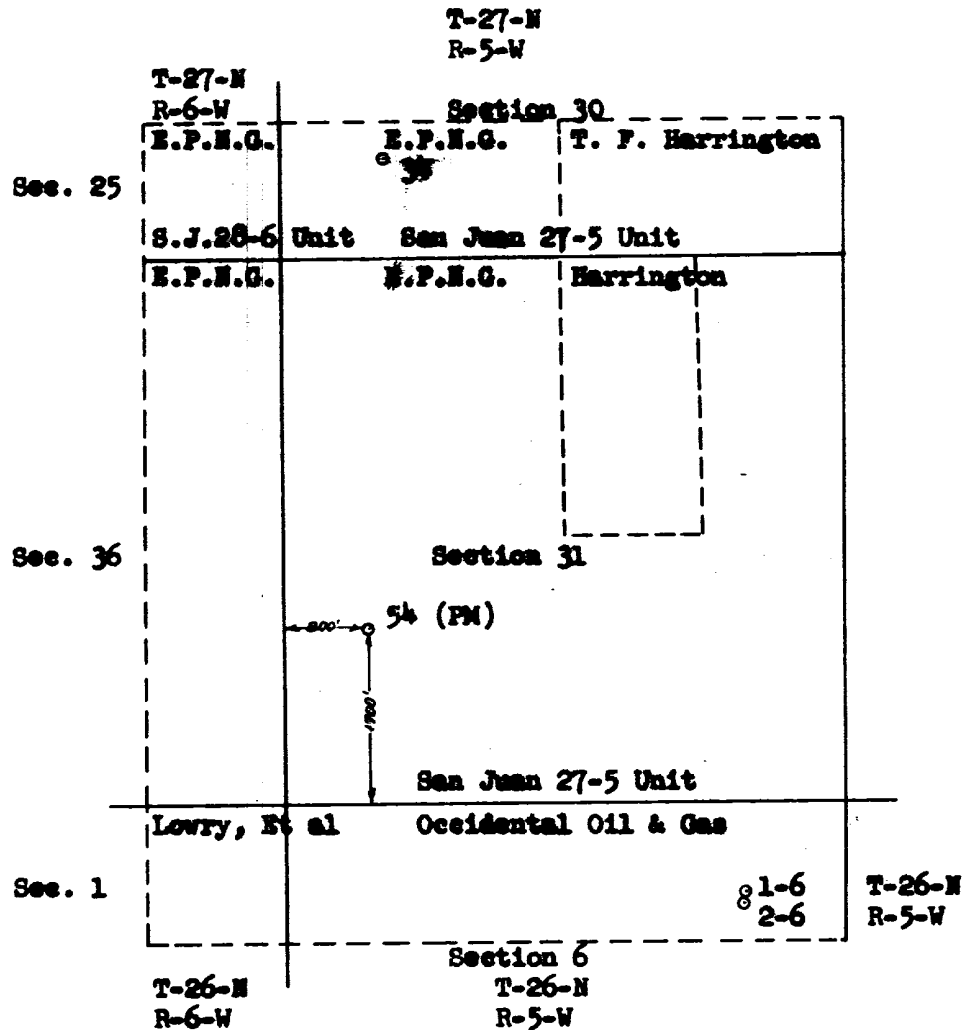 T-27-N
R-5-W
T-27-N
R-6-W
Section 30
E.P.N.G. E.P.N.G. T. F. Harrington
Sec. 25
S.J.28-6 Unit San Juan 27-5 Unit
E.P.N.G. E.P.N.G. Harrington
Sec. 36 Section 31
54 (PM)
800'
1700'
San Juan 27-5 Unit
Lowry, Et al Occidental Oil & Gas
Sec. 1
1-6 T-26-N
2-6 R-5-W
Section 6
T-26-N T-26-N
R-6-W R-5-W